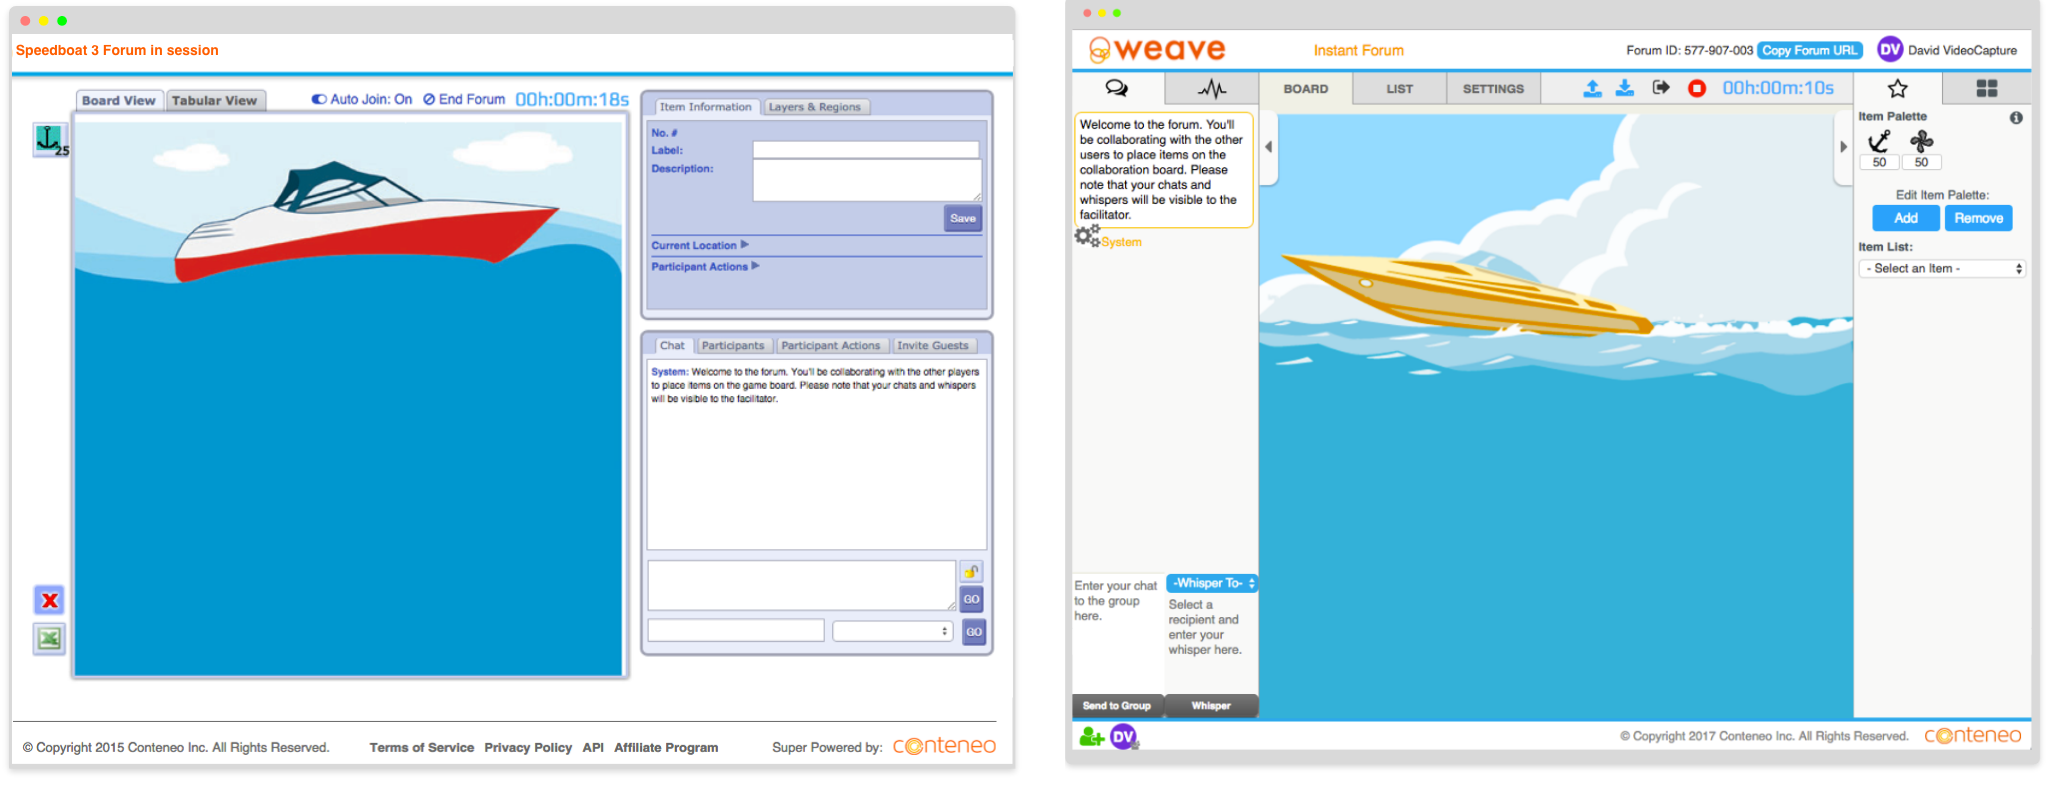 Speedboat 3 Forum in session
Board View
Tabular View
Auto Join: On
End Forum
00h:00m:18s
25
Item Information
Layers & Regions
No. #
Label:
Description:
Save
Current Location
Participant Actions
Chat
Participants
Participant Actions
Invite Guests
System: Welcome to the forum. You'll be collaborating with the other players
to place items on the game board. Please note that your chats and whispers
will be visible to the facilitator.
GO
GO
© Copyright 2015 Conteneo Inc. All Rights Reserved.
Terms of Service
Privacy Policy
API
Affiliate Program
Super Powered by:
conteneo
weave
Instant Forum
Forum ID: 577-907-003
Copy Forum URL
DV
David VideoCapture
BOARD
LIST
SETTINGS
00h:00m:10s
Welcome to the forum. You'll
be collaborating with the other
users to place items on the
collaboration board. Please
note that your chats and
whispers will be visible to the
facilitator.
System
Item Palette
50
50
Edit Item Palette:
Add
Remove
Item List:
- Select an Item -
Enter your chat
to the group
here.
-Whisper To-
Select a
recipient and
enter your
whisper here.
Send to Group
Whisper
DV
© Copyright 2017 Conteneo Inc. All Rights Reserved.
conteneo